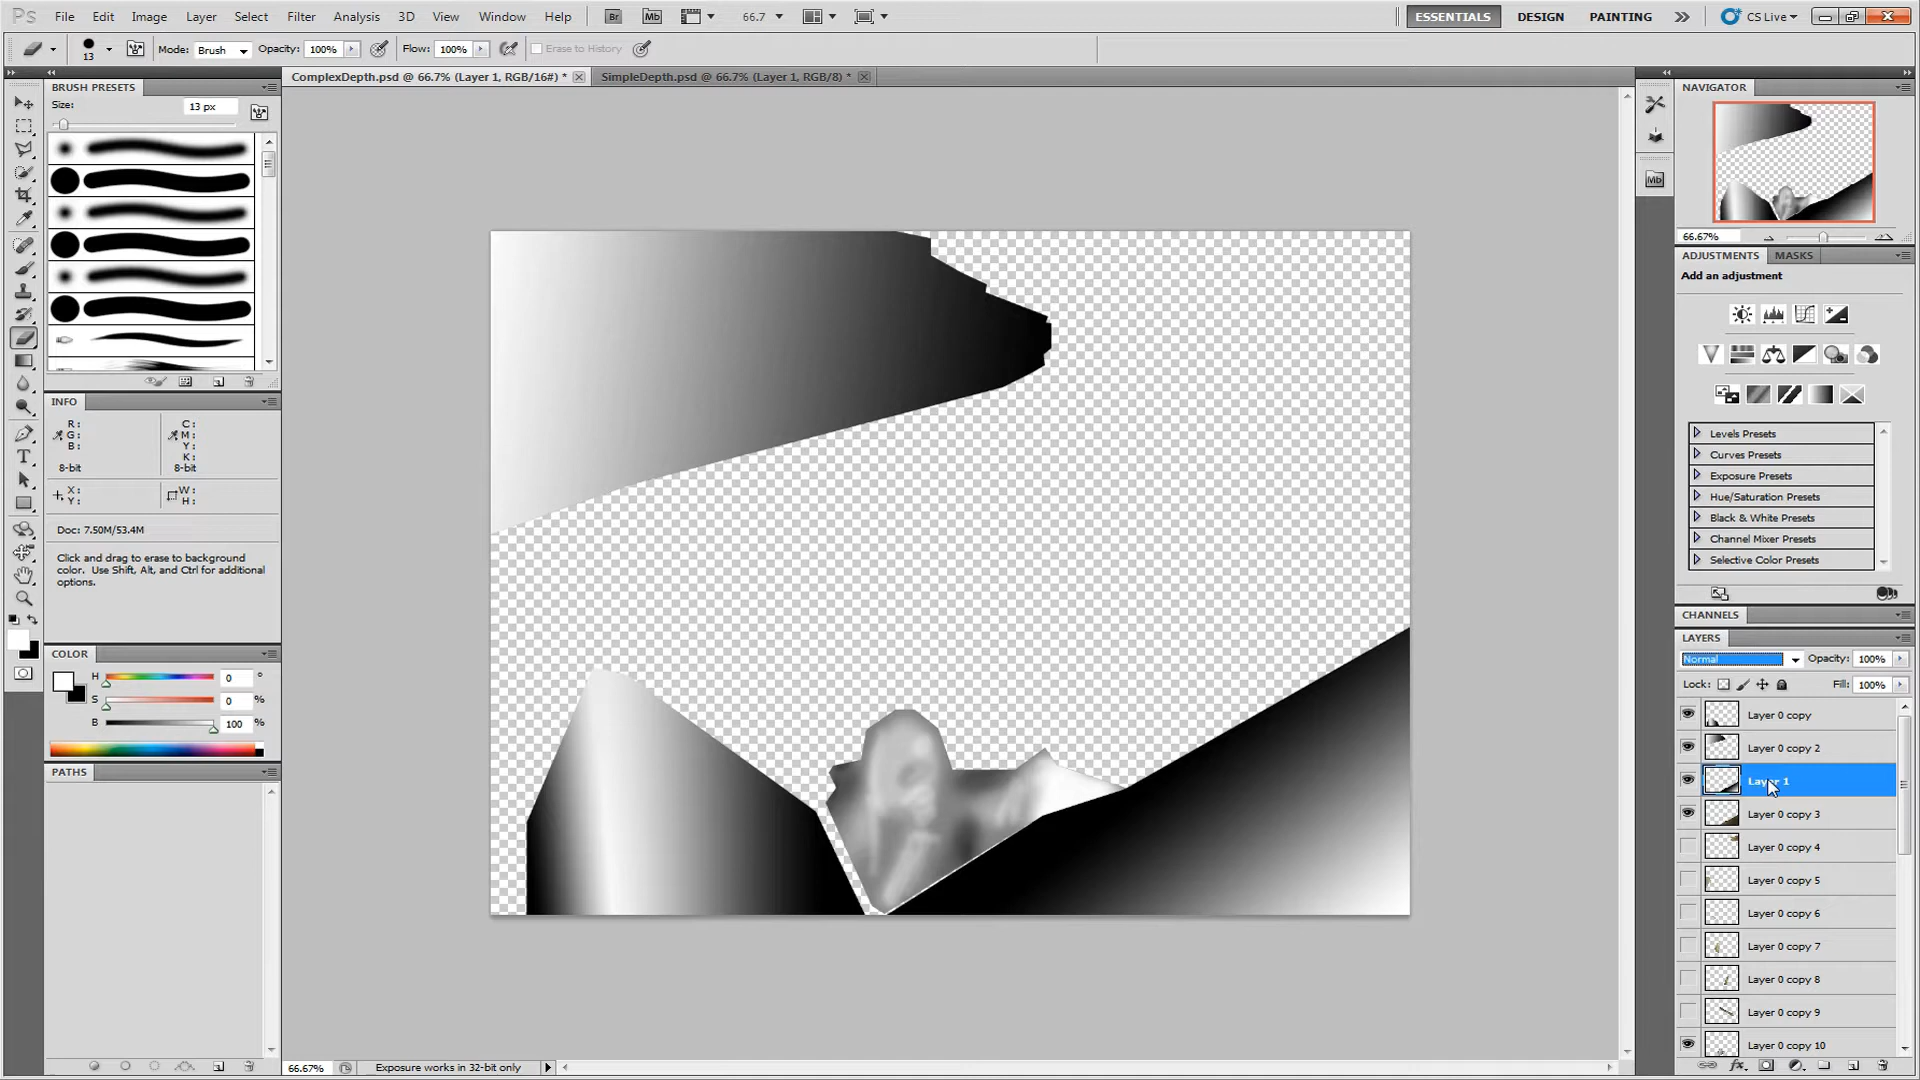 Ps File Edit Image Layer Select Filter Analysis 3D View Window Help Br Mb 66.7 ESSENTIALS DESIGN PAINTING CS Live
13 Mode: Brush Opacity: 100% Flow: 100% Erase to History
ComplexDepth.psd @ 66.7% (Layer 1, RGB/16#) * SimpleDepth.psd @ 66.7% (Layer 1, RGB/8) *
BRUSH PRESETS
Size: 13 px
INFO
R: C:
G: M:
B: Y:
K:
8-bit 8-bit
X: W:
Y: H:
Doc: 7.50M/53.4M
Click and drag to erase to background
color. Use Shift, Alt, and Ctrl for additional
options.
COLOR
H 0 °
S 0 %
B 100 %
PATHS
66.67% Exposure works in 32-bit only
NAVIGATOR
66.67%
ADJUSTMENTS MASKS
Add an adjustment
Levels Presets
Curves Presets
Exposure Presets
Hue/Saturation Presets
Black & White Presets
Channel Mixer Presets
Selective Color Presets
CHANNELS
LAYERS
Normal Opacity: 100%
Lock: Fill: 100%
Layer 0 copy
Layer 0 copy 2
Layer 1
Layer 0 copy 3
Layer 0 copy 4
Layer 0 copy 5
Layer 0 copy 6
Layer 0 copy 7
Layer 0 copy 8
Layer 0 copy 9
Layer 0 copy 10